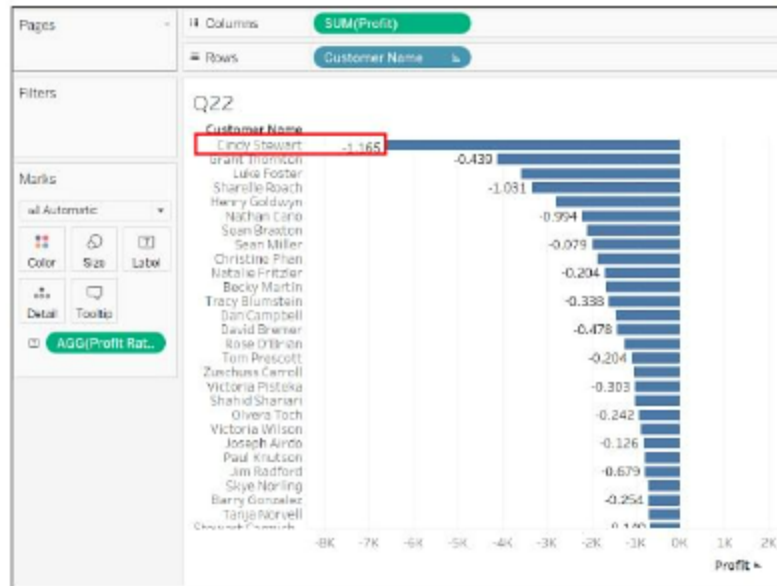 Pages
Columns SUM(Profit)
Rows Customer Name
Filters
Q22
Customer Name
Cindy Stewart -1.165
Grant Thornton -0.439
Luke Foster
Marks
Sharelle Roach -1.031
Henry Goldwyn
all Automatic
Nathan Cano -0.994
Sean Braxton
Sean Miller -0.079
Color Size Label
Christine Phan
Natalie Fritzler -0.204
Becky Martin
Tracy Blumstein -0.338
Detail Tooltip
Dan Campbell
David Bremer -0.478
AGG(Profit Rat..
Rose O'Brian
Tom Prescott -0.204
Zuschuss Carroll
Victoria Pisteka -0.303
Shahid Shariari
Olvera Toch -0.242
Victoria Wilson
Joseph Airdo -0.126
Paul Knutson
Jim Radford -0.679
Skye Norling
Barry Gonzalez -0.254
Tanja Norvell
-8K -7K -6K -5K -4K -3K -2K -1K 0K 1K 2K
Profit